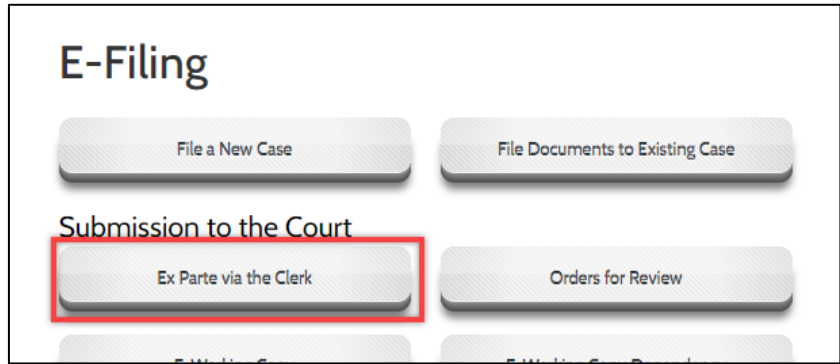 E-Filing
File a New Case
File Documents to Existing Case
Submission to the Court
Ex Parte via the Clerk
Orders for Review